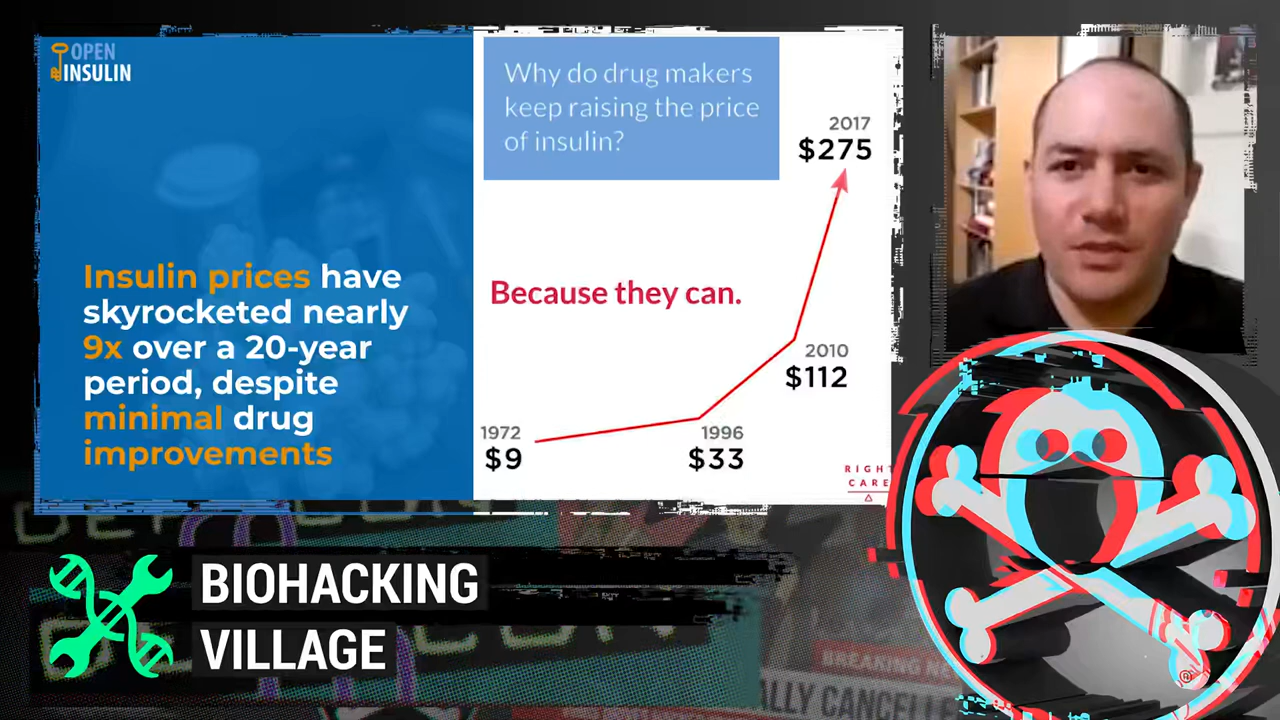 OPEN
INSULIN
Insulin prices have
skyrocketed nearly
9x over a 20-year
period, despite
minimal drug
improvements
Why do drug makers
keep raising the price
of insulin?
Because they can.
1972
$9
1996
$33
2010
$112
2017
$275
RIGHT
CARE
BIOHACKING
VILLAGE
BREAKING NE
ALLY CANCELLE
®